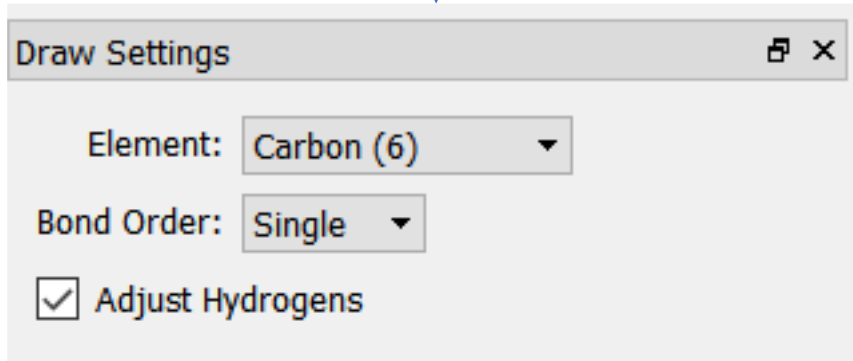 Draw Settings
Element: Carbon (6)
Bond Order: Single
Adjust Hydrogens